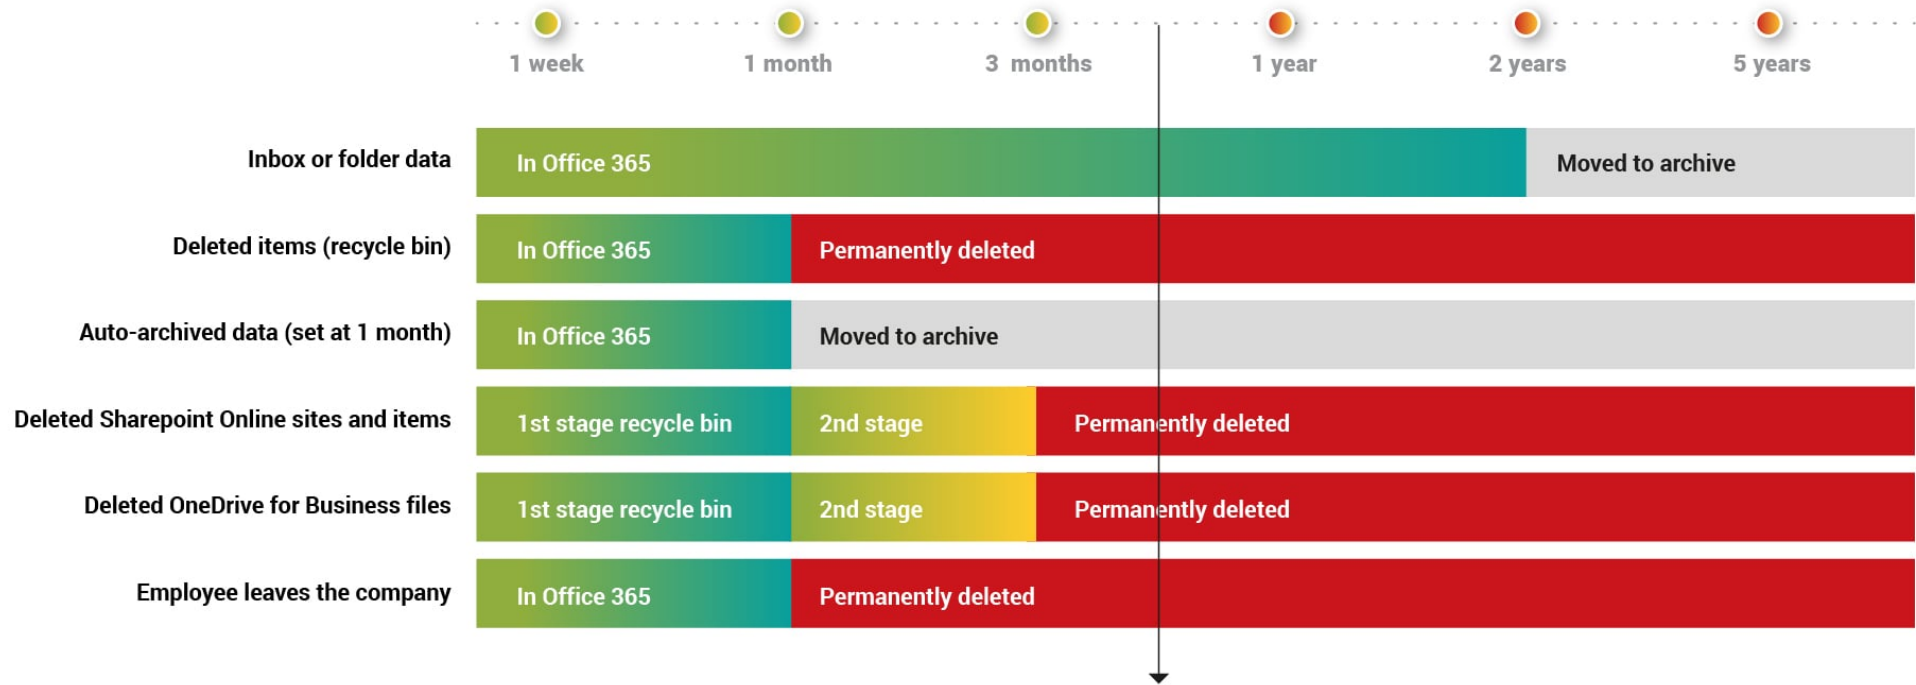 1 week 1 month 3 months 1 year 2 years 5 years
Inbox or folder data In Office 365 Moved to archive
Deleted items (recycle bin) In Office 365 Permanently deleted
Auto-archived data (set at 1 month) In Office 365 Moved to archive
Deleted Sharepoint Online sites and items 1st stage recycle bin 2nd stage Permanently deleted
Deleted OneDrive for Business files 1st stage recycle bin 2nd stage Permanently deleted
Employee leaves the company In Office 365 Permanently deleted